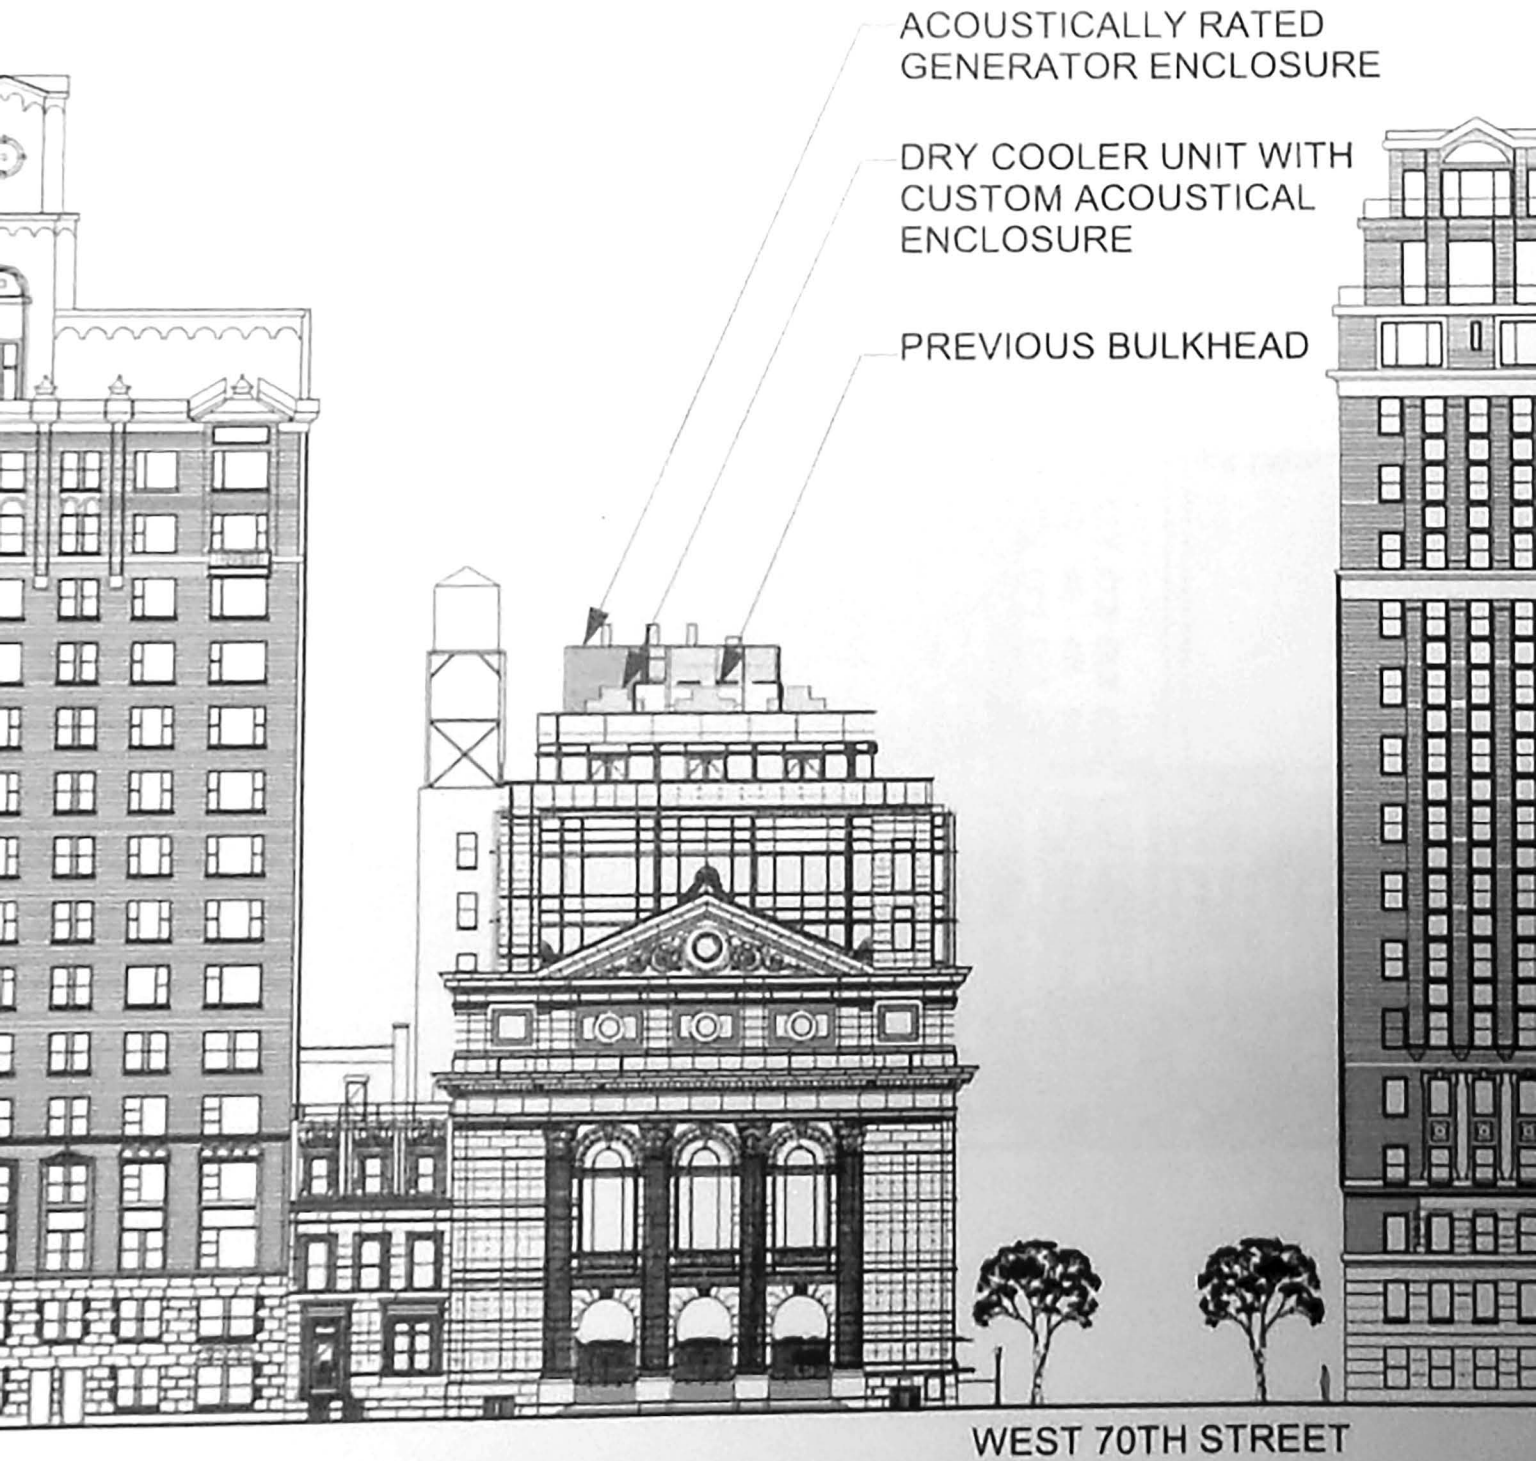 ACOUSTICALLY RATED
GENERATOR ENCLOSURE
DRY COOLER UNIT WITH
CUSTOM ACOUSTICAL
ENCLOSURE
PREVIOUS BULKHEAD
WEST 70TH STREET